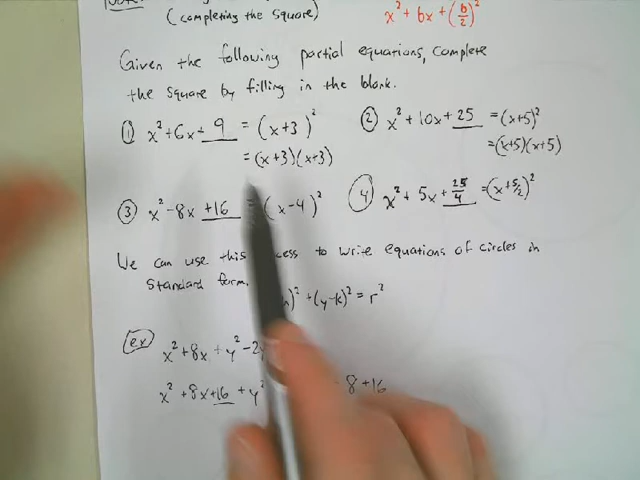 (completing the square)
x² + 6x + (6/2)²
Given the following partial equations, complete
the square by filling in the blank.
① x² + 6x + 9 = (x+3)²
= (x+3)(x+3)
② x² + 10x + 25 = (x+5)²
= (x+5)(x+5)
③ x² - 8x +16 = (x-4)²
④ x² + 5x + 25/4 = (x+5/2)²
We can use this to write equations of circles in
standard form. )² + (y-k)² = r²
ex x² + 8x + y² - 2
x² + 8x +16 + y² 8 +16